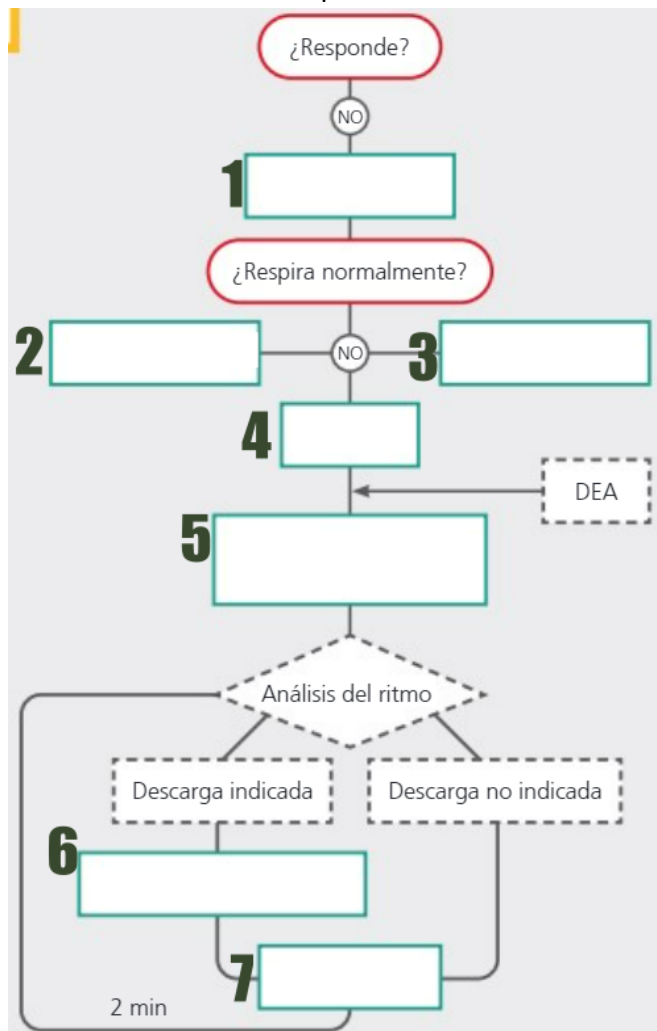 ¿Responde?
NO
1
¿Respira normalmente?
2
NO
3
4
DEA
5
Análisis del ritmo
Descarga indicada
Descarga no indicada
6
7
2 min